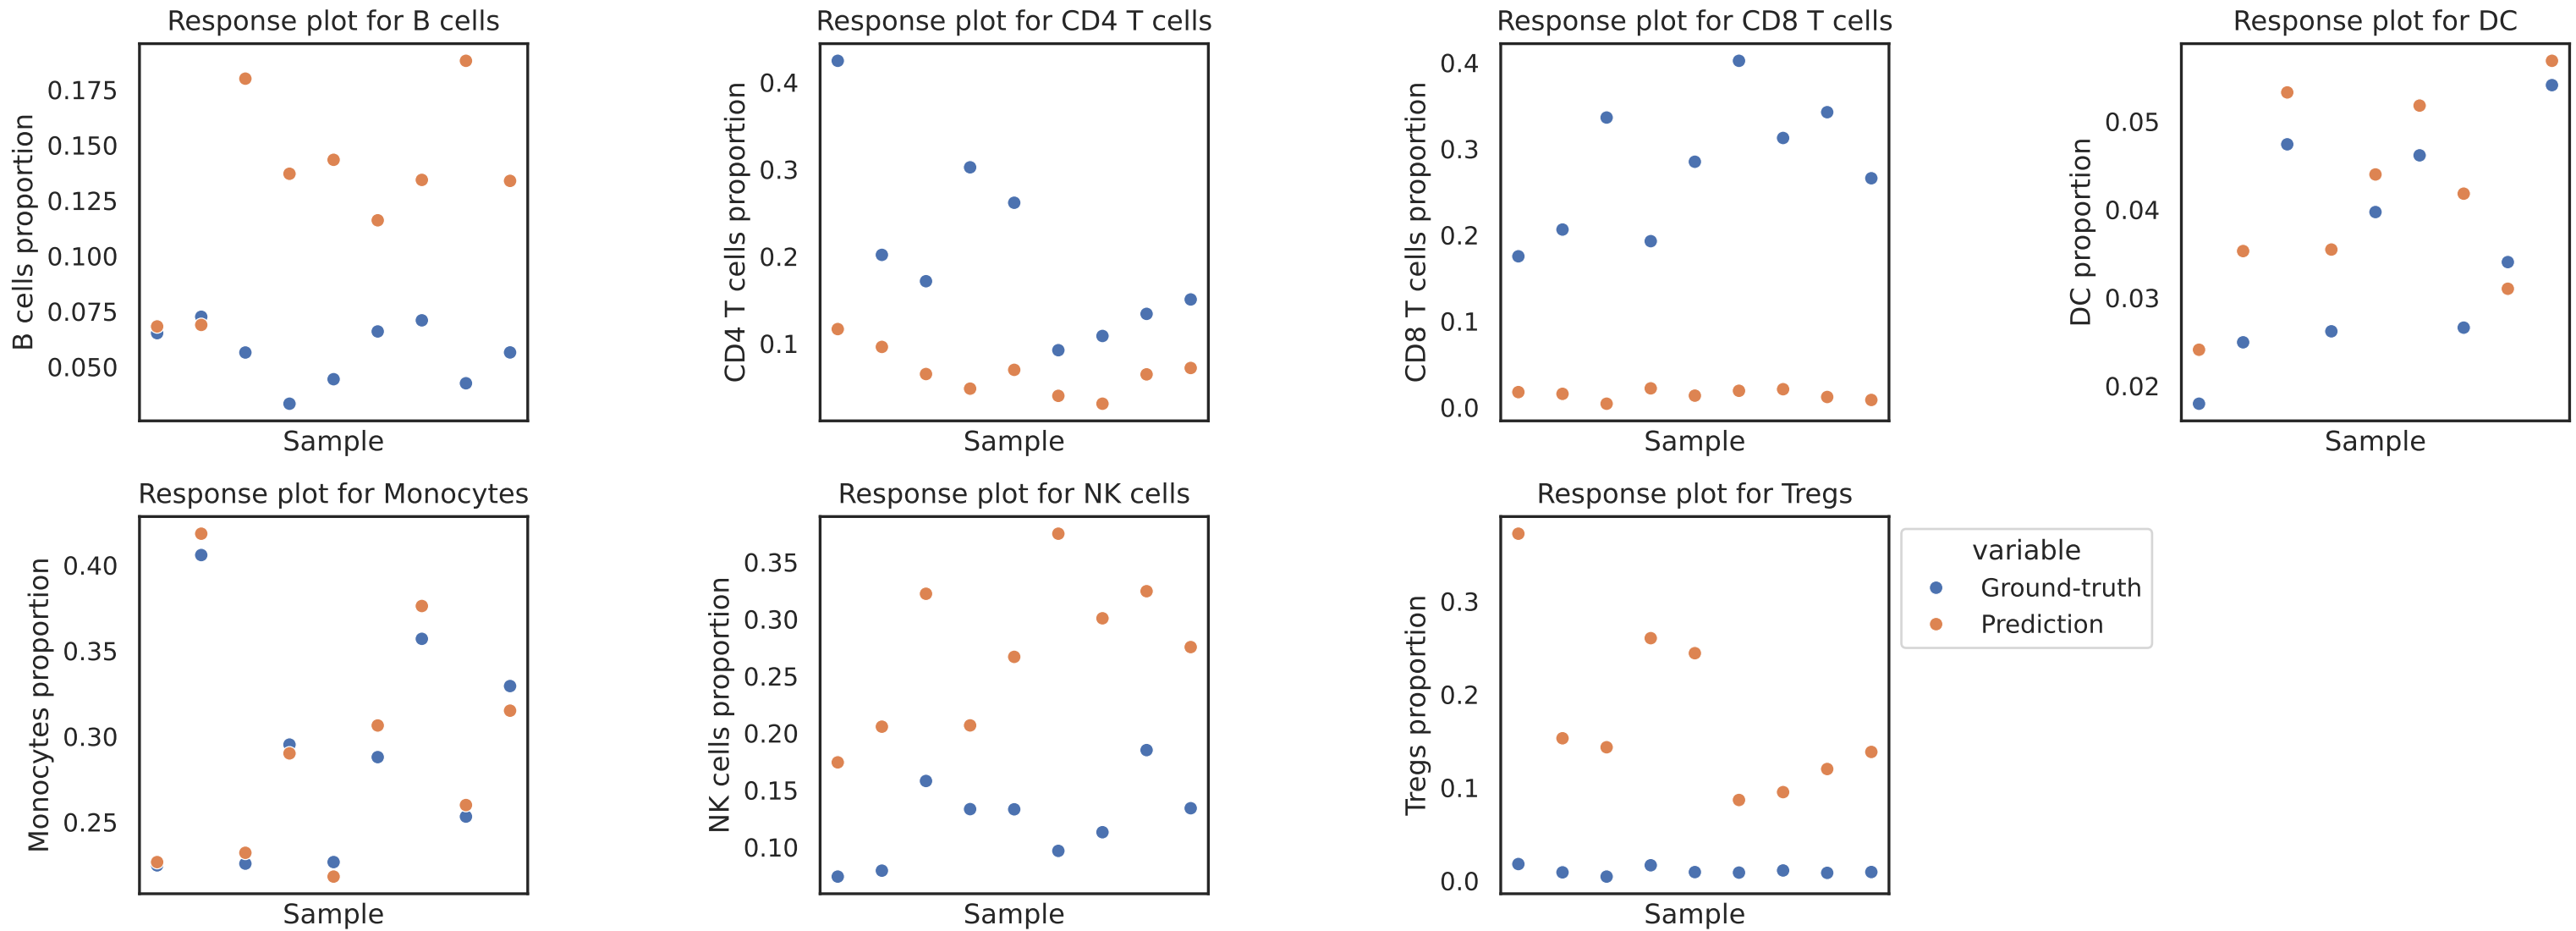 Response plot for B cells
B cells proportion
0.175
0.150
0.125
0.100
0.075
0.050
Sample
Response plot for CD4 T cells
CD4 T cells proportion
0.4
0.3
0.2
0.1
Sample
Response plot for CD8 T cells
CD8 T cells proportion
0.4
0.3
0.2
0.1
0.0
Sample
Response plot for DC
DC proportion
0.05
0.04
0.03
0.02
Sample
Response plot for Monocytes
Monocytes proportion
0.40
0.35
0.30
0.25
Sample
Response plot for NK cells
NK cells proportion
0.35
0.30
0.25
0.20
0.15
0.10
Sample
Response plot for Tregs
Tregs proportion
0.3
0.2
0.1
0.0
Sample
variable
Ground-truth
Prediction